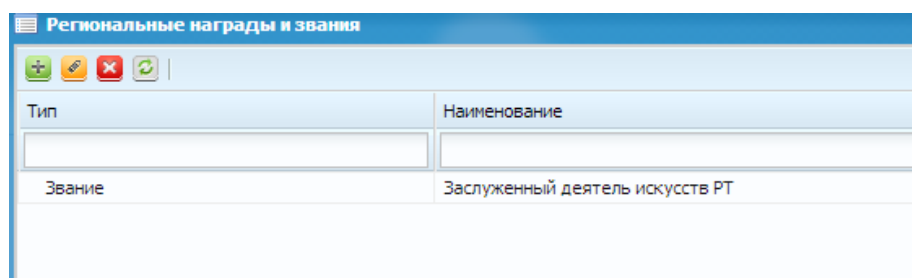 Региональные награды и звания
Тип Наименование
Звание Заслуженный деятель искусств РТ